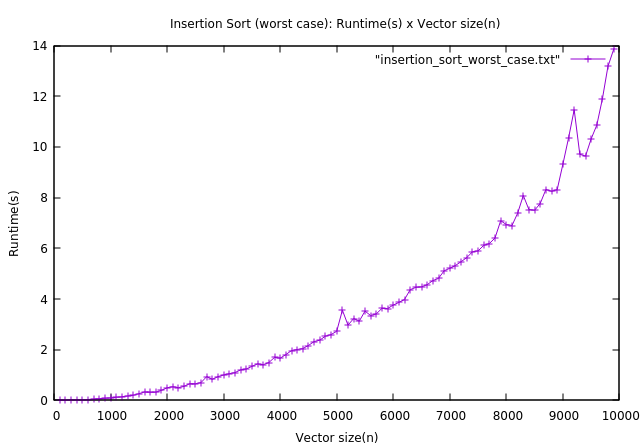 Insertion Sort (worst case): Runtime(s) x Vector size(n)
"insertion_sort_worst_case.txt"
14
12
10
8
6
4
2
0
Runtime(s)
0 1000 2000 3000 4000 5000 6000 7000 8000 9000 10000
Vector size(n)